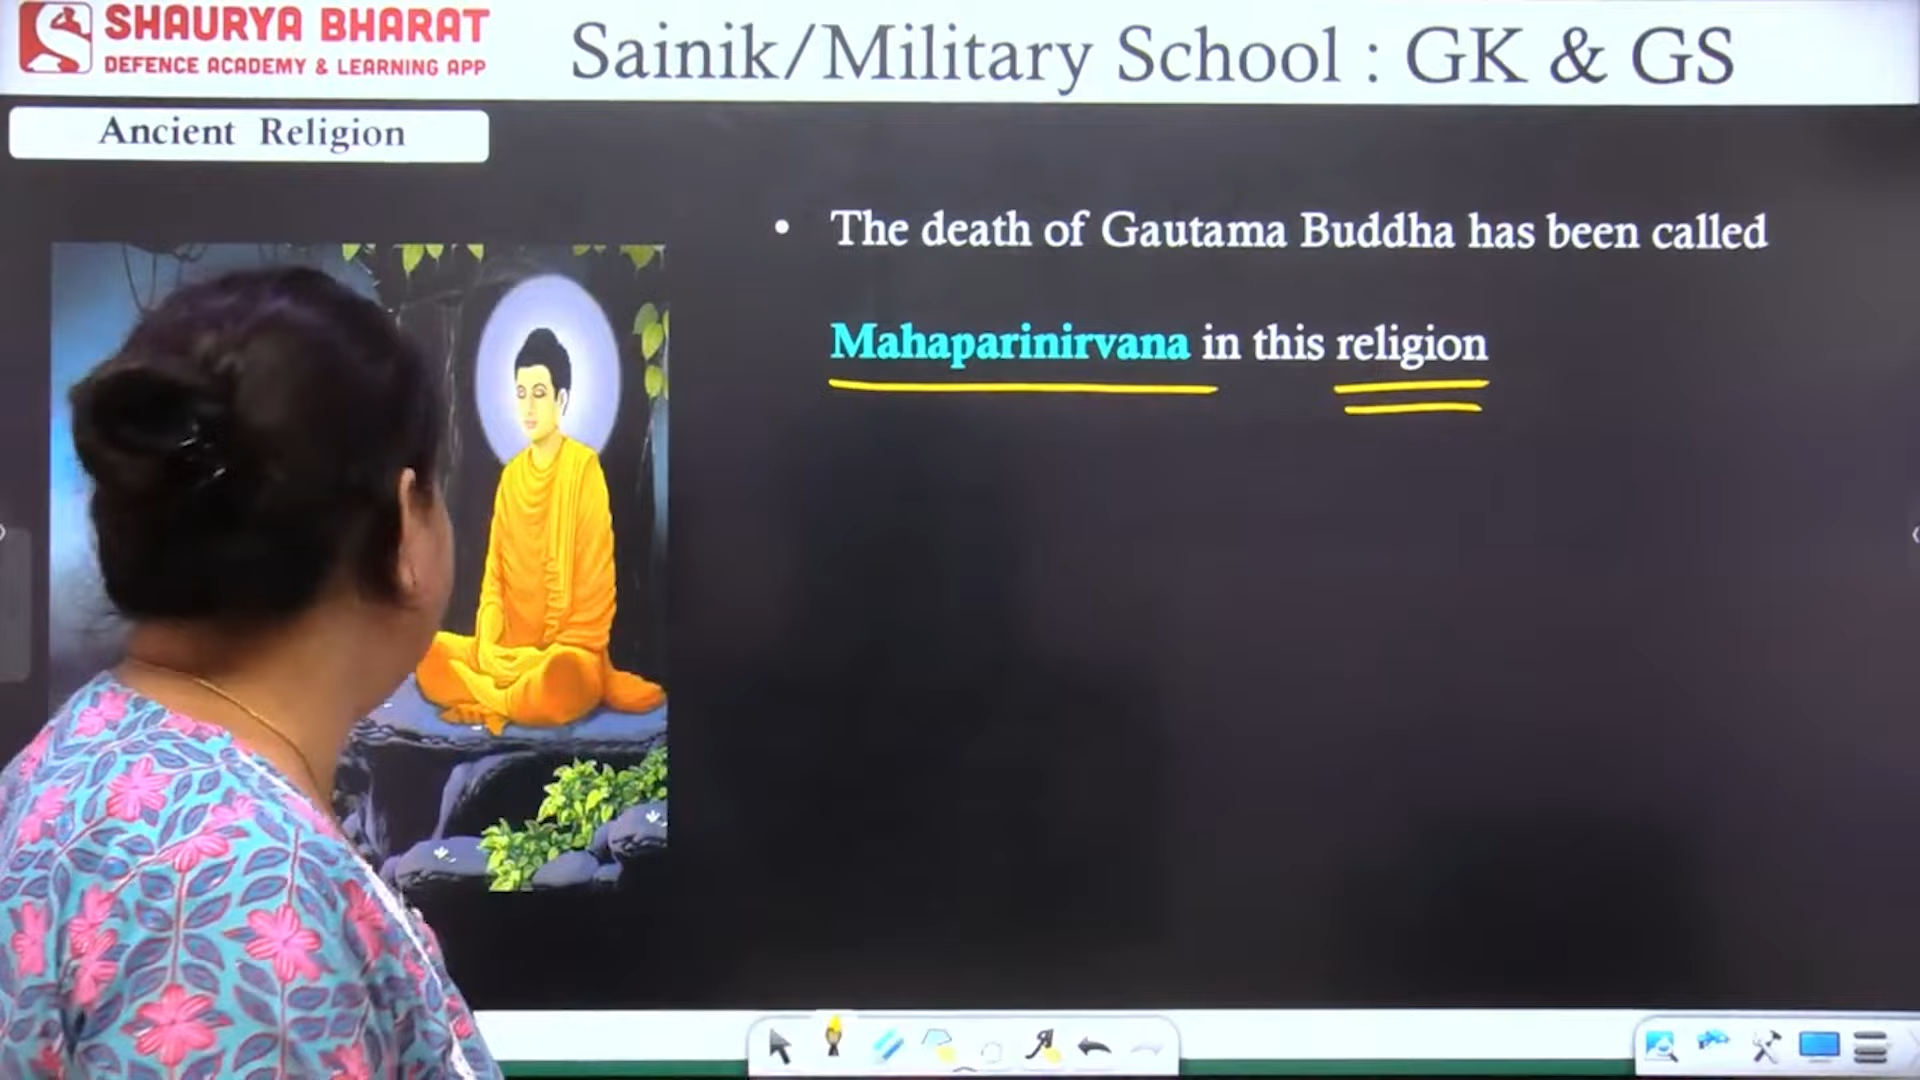 SHAURYA BHARAT
DEFENCE ACADEMY & LEARNING APP
Sainik/Military School : GK & GS
Ancient Religion
• The death of Gautama Buddha has been called
Mahaparinirvana in this religion